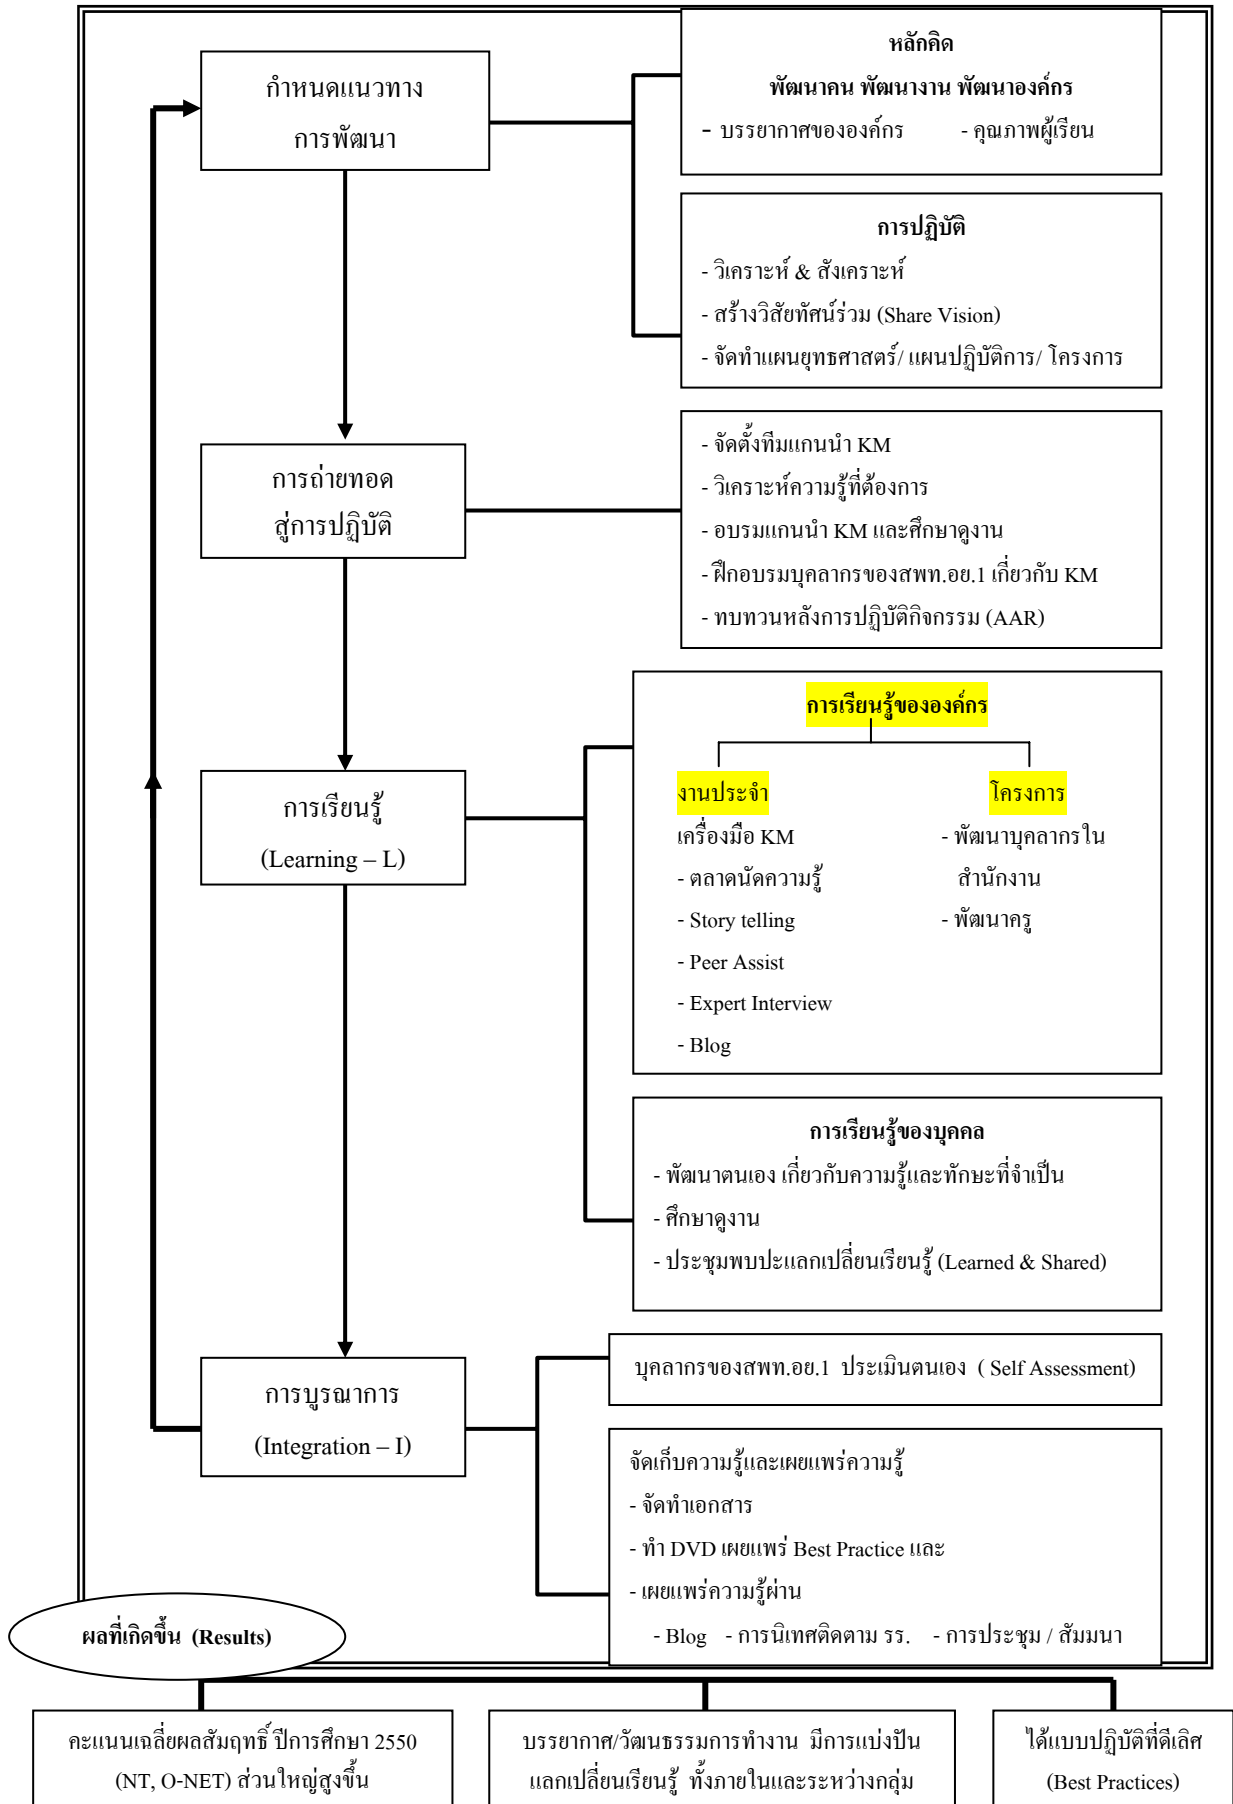 กำหนดแนวทาง
การพัฒนา
หลักคิด
พัฒนาคน พัฒนางาน พัฒนาองค์กร
- บรรยากาศขององค์กร - คุณภาพผู้เรียน
การปฏิบัติ
- วิเคราะห์ & สังเคราะห์
- สร้างวิสัยทัศน์ร่วม (Share Vision)
- จัดทำแผนยุทธศาสตร์/ แผนปฏิบัติการ/ โครงการ
การถ่ายทอด
สู่การปฏิบัติ
- จัดตั้งทีมแกนนำ KM
- วิเคราะห์ความรู้ที่ต้องการ
- อบรมแกนนำ KM และศึกษาดูงาน
- ฝึกอบรมบุคลากรของสพท.อย.1 เกี่ยวกับ KM
- ทบทวนหลังการปฏิบัติกิจกรรม (AAR)
การเรียนรู้
(Learning – L)
การเรียนรู้ขององค์กร
งานประจำ
เครื่องมือ KM
- ตลาดนัดความรู้
- Story telling
- Peer Assist
- Expert Interview
- Blog
โครงการ
- พัฒนาบุคลากรใน
สำนักงาน
- พัฒนาครู
การเรียนรู้ของบุคคล
- พัฒนาตนเอง เกี่ยวกับความรู้และทักษะที่จำเป็น
- ศึกษาดูงาน
- ประชุมพบปะแลกเปลี่ยนเรียนรู้ (Learned & Shared)
การบูรณาการ
(Integration – I)
บุคลากรของสพท.อย.1 ประเมินตนเอง ( Self Assessment)
จัดเก็บความรู้และเผยแพร่ความรู้
- จัดทำเอกสาร
- ทำ DVD เผยแพร่ Best Practice และ
- เผยแพร่ความรู้ผ่าน
- Blog - การนิเทศติดตาม รร. - การประชุม / สัมมนา
ผลที่เกิดขึ้น (Results)
คะแนนเฉลี่ยผลสัมฤทธิ์ ปีการศึกษา 2550
(NT, O-NET) ส่วนใหญ่สูงขึ้น
บรรยากาศ/วัฒนธรรมการทำงาน มีการแบ่งปัน
แลกเปลี่ยนเรียนรู้ ทั้งภายในและระหว่างกลุ่ม
ได้แบบปฏิบัติที่ดีเลิศ
(Best Practices)